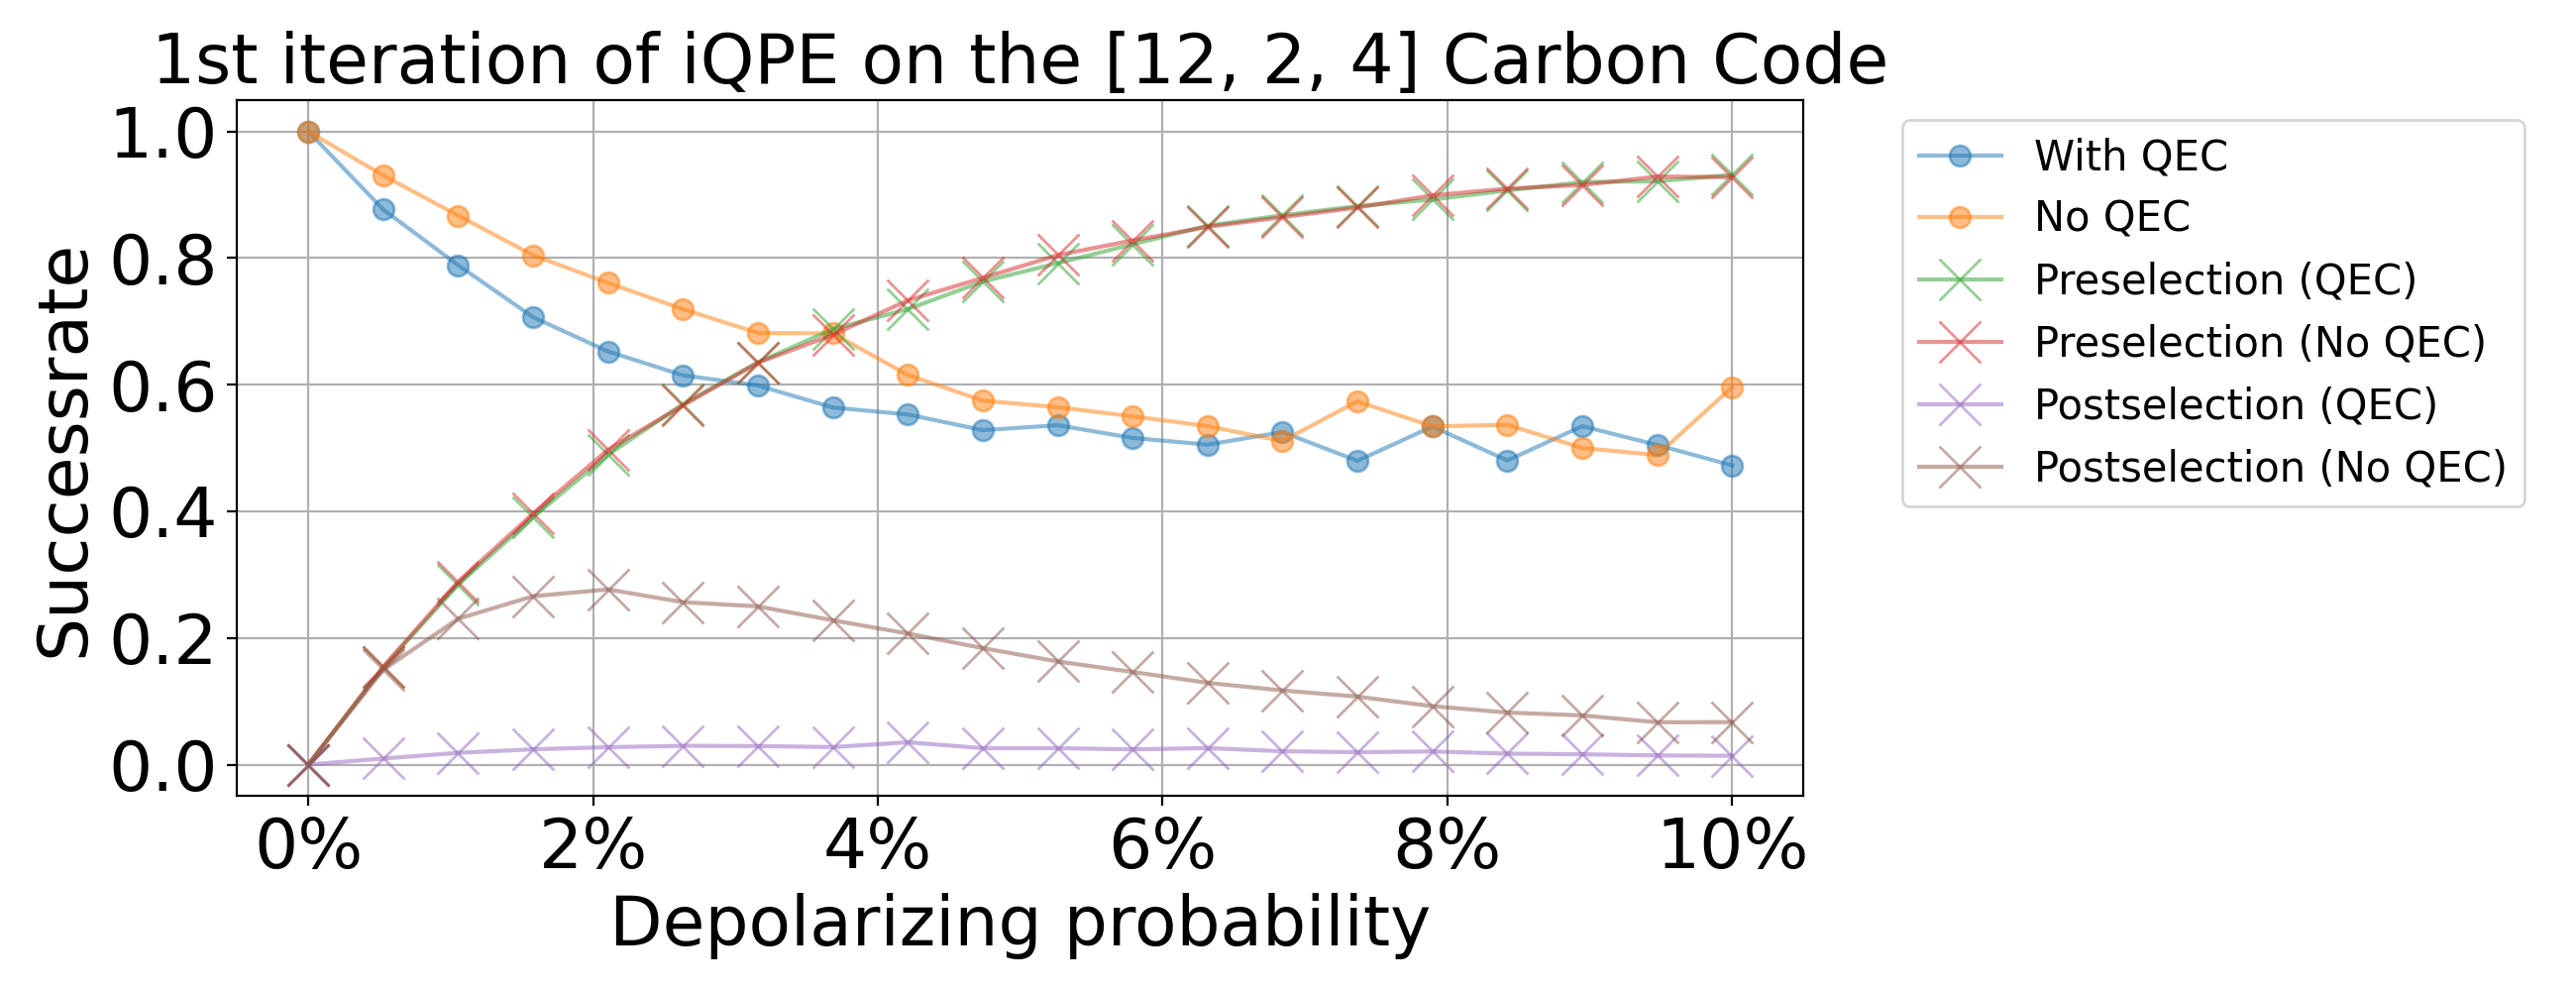 1st iteration of iQPE on the [12, 2, 4] Carbon Code
Successrate
1.0
0.8
0.6
0.4
0.2
0.0
0%
2%
4%
6%
8%
10%
Depolarizing probability
With QEC
No QEC
Preselection (QEC)
Preselection (No QEC)
Postselection (QEC)
Postselection (No QEC)